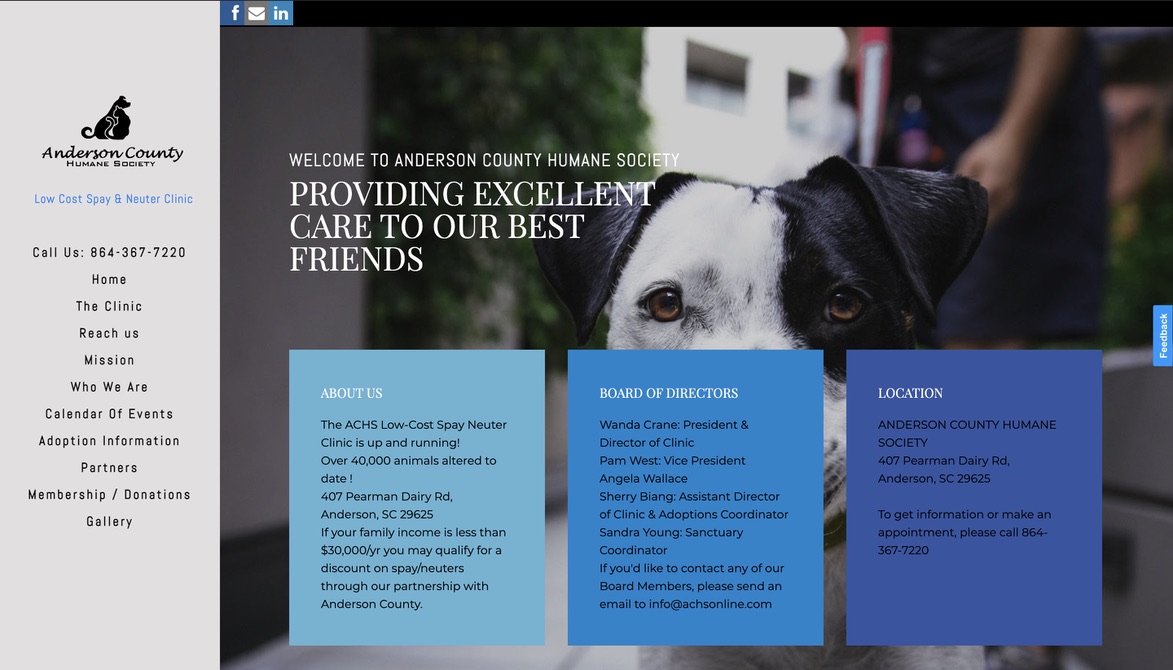 f
in
Anderson County
Humane Society
Low Cost Spay & Neuter Clinic
Call Us: 864-367-7220
Home
The Clinic
Reach us
Mission
Who We Are
Calendar Of Events
Adoption Information
Partners
Membership / Donations
Gallery
WELCOME TO ANDERSON COUNTY HUMANE SOCIETY
PROVIDING EXCELLENT
CARE TO OUR BEST
FRIENDS
ABOUT US
The ACHS Low-Cost Spay Neuter
Clinic is up and running!
Over 40,000 animals altered to
date !
407 Pearman Dairy Rd,
Anderson, SC 29625
If your family income is less than
$30,000/yr you may qualify for a
discount on spay/neuters
through our partnership with
Anderson County.
BOARD OF DIRECTORS
Wanda Crane: President &
Director of Clinic
Pam West: Vice President
Angela Wallace
Sherry Biang: Assistant Director
of Clinic & Adoptions Coordinator
Sandra Young: Sanctuary
Coordinator
If you'd like to contact any of our
Board Members, please send an
email to info@achsonline.com
LOCATION
ANDERSON COUNTY HUMANE
SOCIETY
407 Pearman Dairy Rd,
Anderson, SC 29625
To get information or make an
appointment, please call 864-
367-7220
Feedback